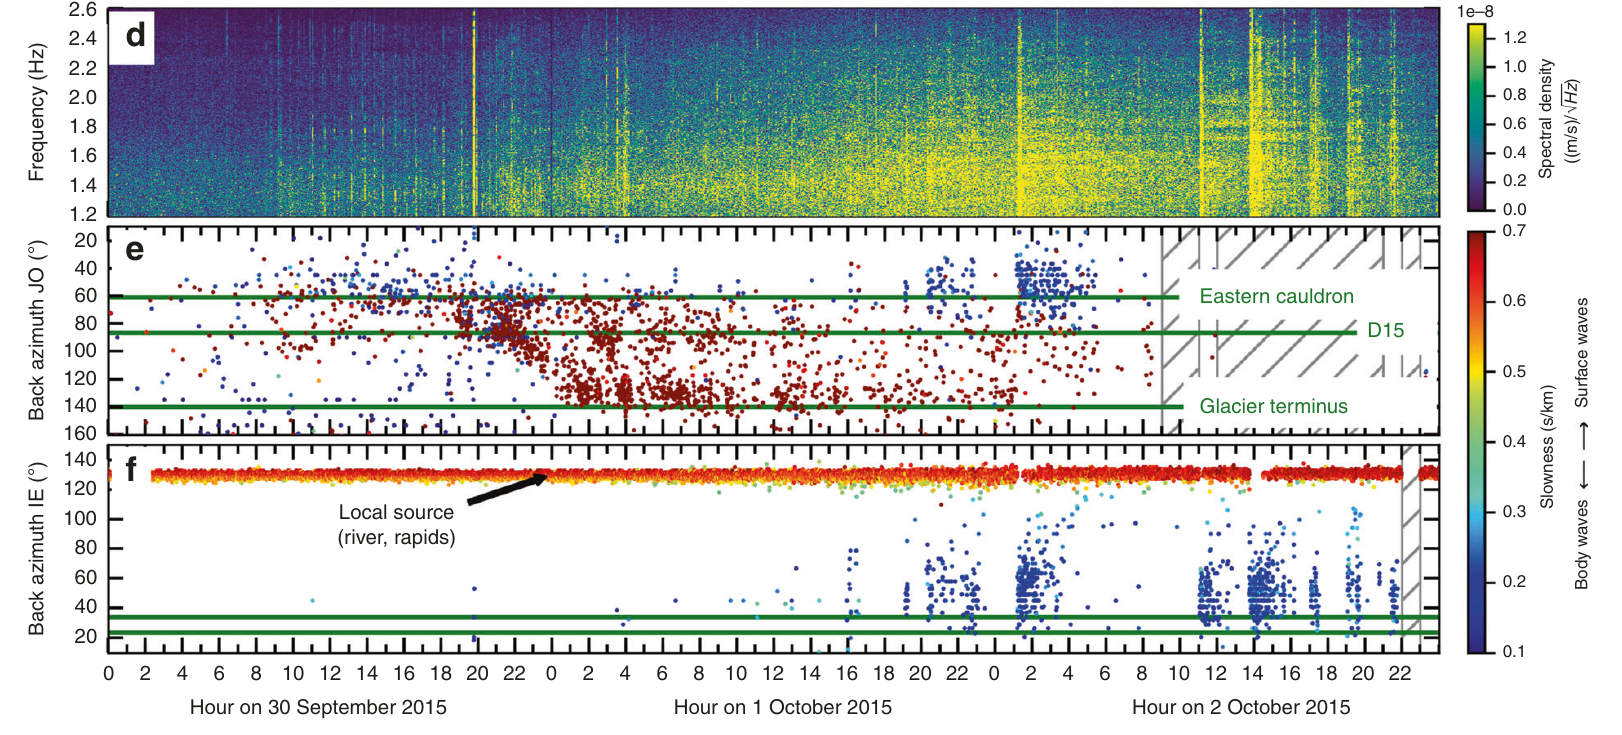 d
2.6
2.4
2.2
2.0
1.8
1.6
1.4
1.2
Frequency (Hz)
1e–8
1.2
1.0
0.8
0.6
0.4
0.2
0.0
Spectral density
((m/s)/√Hz)
e
20
40
60
80
100
120
140
160
Back azimuth JO (°)
Eastern cauldron
D15
Glacier terminus
f
140
120
100
80
60
40
20
Back azimuth IE (°)
Local source
(river, rapids)
0.7
0.6
0.5
0.4
0.3
0.2
0.1
Slowness (s/km)
Body waves ⟵ ⟶ Surface waves
0 2 4 6 8 10 12 14 16 18 20 22 0 2 4 6 8 10 12 14 16 18 20 22 0 2 4 6 8 10 12 14 16 18 20 22
Hour on 30 September 2015 Hour on 1 October 2015 Hour on 2 October 2015